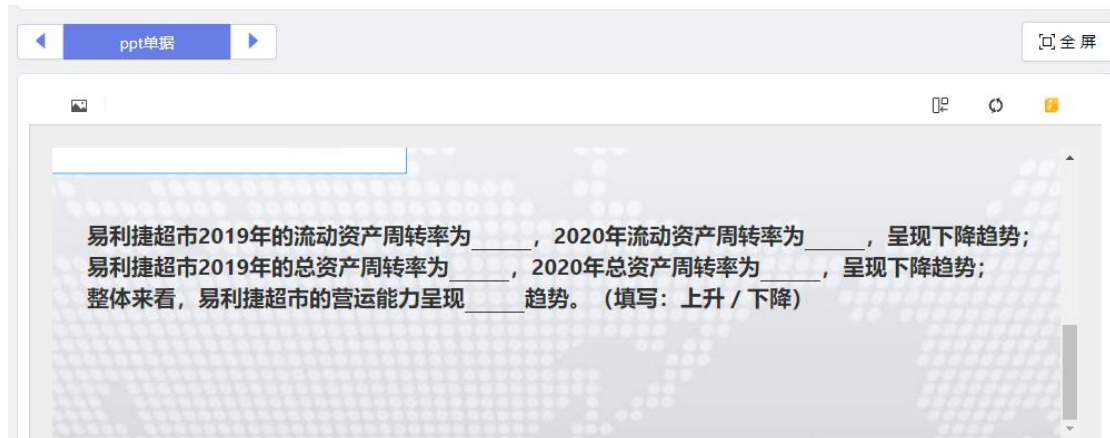 ppt单据
全屏
易利捷超市2019年的流动资产周转率为_____，2020年流动资产周转率为_____，呈现下降趋势；
易利捷超市2019年的总资产周转率为_____，2020年总资产周转率为_____，呈现下降趋势；
整体来看，易利捷超市的营运能力呈现_____趋势。（填写：上升 / 下降）